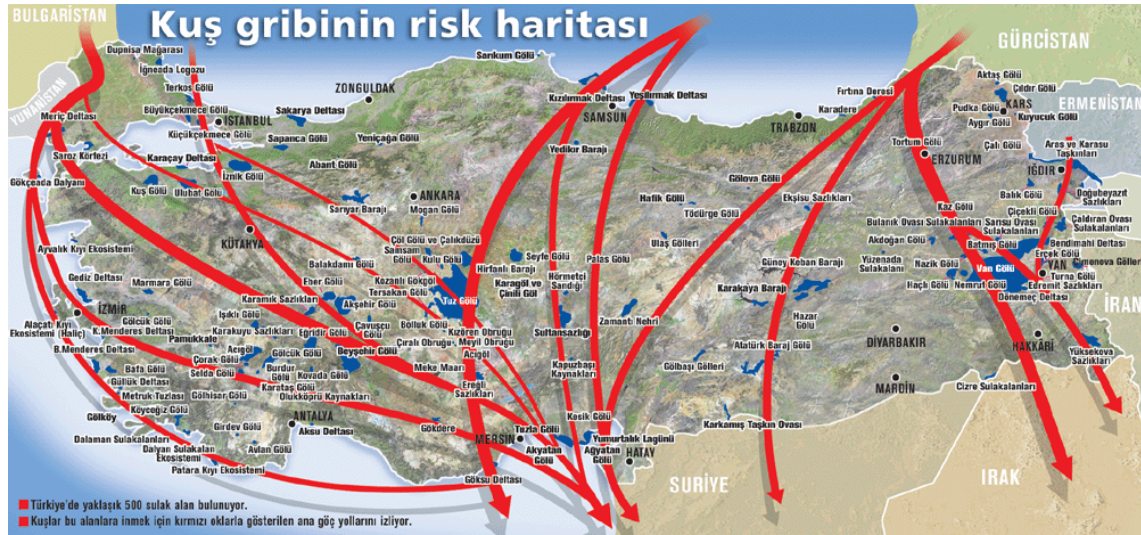 Kuş gribinin risk haritası
BULGARİSTAN
YUNANİSTAN
GÜRCİSTAN
ERMENİSTAN
İRAN
IRAK
SURİYE
Dupnisa Mağarası
İğneada Logozu
Terkos Gölü
Büyükçekmece Gölü
İSTANBUL
Küçükçekmece Gölü
Meriç Deltası
Saroz Körfezi
Karaçay Deltası
Gökçeada Dalyanı
Kuş Gölü
Ulubat Gölü
İznik Gölü
Sapanca Gölü
Sakarya Deltası
ZONGULDAK
Yeniçağa Gölü
Abant Gölü
Sarıkum Gölü
Kızılırmak Deltası
Yeşilırmak Deltası
SAMSUN
Yedikır Barajı
TRABZON
Fırtına Deresi
Karadere
Aktaş Gölü
Çıldır Gölü
Pudka Gölü
KARS
Kuyucuk Gölü
Aygır Gölü
Çalı Gölü
Tortum Gölü
ERZURUM
Aras ve Karasu
Taşkınları
IĞDIR
Doğubeyazıt
Sazlıkları
Balık Gölü
Çiçekli Gölü
Kaz Gölü
Bulanık Ovası Sulakalanları
Sarısu Ovası
Sulakalanları
Çaldıran Ovası
Sulakalanları
Akdoğan Gölü
Batmış Gölü
Bendimahi Deltası
Erçek Gölü
Yüzenada
Sulakalanı
Nazik Gölü
Van Gölü
VAN
Turna Gölü
Edremit Sazlıkları
Haçlı Gölü
Nemrut Gölü
Dönemeç Deltası
HAKKÂRİ
Yüksekova
Sazlıkları
Cizre Sulakalanları
DİYARBAKIR
MARDİN
Gölova Gölü
Ekşisu Sazlıkları
Hafik Gölü
Tödürge Gölü
Ulaş Gölleri
Güney Keban Barajı
Karakaya Barajı
Hazar
Gölü
Atatürk Baraj Gölü
Gölbaşı Gölleri
Karkamış Taşkın Ovası
ANKARA
Mogan Gölü
Sarıyar Barajı
KÜTAHYA
Çöl Gölü ve Çalıkdüzü
Samsam
Gölü
Kulu Gölü
Balakdamı Gölü
Kozanlı Gökgöl
Tersakan Gölü
Tuz Gölü
Hirfanlı Barajı
Seyfe Gölü
Karagöl ve
Çinili Göl
Hörmetçi
Sazlığı
Palas Gölü
Sultansazlığı
Zamantı Nehri
Kapuzbaşı
Kaynakları
Eber Gölü
Akşehir Gölü
Karamık Sazlıkları
Çavuşcu
Gölü
Bolluk Gölü
Kızören Obruğu
Çıralı Obruğu
Meyil Obruğu
Acıgöl
Meke Maarı
Ereğli
Sazlıkları
Ayvalık Kıyı Ekosistemi
Gediz Deltası
Marmara Gölü
İZMİR
Alaçatı Kıyı
Ekosistemi (Haliç)
Gölcük Gölü
K.Menderes Deltası
Pamukkale
B.Menderes Deltası
Işıklı Gölü
Karakuyu Sazlıkları
Eğirdir Gölü
Beyşehir Gölü
Acıgöl
Çorak Gölü
Gölcük Gölü
Burdur
Gölü
Kovada Gölü
Salda Gölü
Karataş Gölü
Olukköprü Kaynakları
Bafa Gölü
Güllük Deltası
Metruk Tuzlası
Gölhisar Gölü
Köyceğiz Gölü
Gölköy
Girdev Gölü
ANTALYA
Aksu Deltası
Dalaman Sulakalanları
Dalyan Sulakalan
Ekosistemi
Avlan Gölü
Patara Kıyı Ekosistemi
Gökdere
MERSİN
Tuzla Gölü
Akyatan
Gölü
Göksu Deltası
Kosik Gölü
Yumurtalık Lagünü
Ağyatan
Gölü
HATAY
Türkiye'de yaklaşık 500 sulak alan bulunuyor.
Kuşlar bu alanlara inmek için kırmızı oklarla gösterilen ana göç yollarını izliyor.